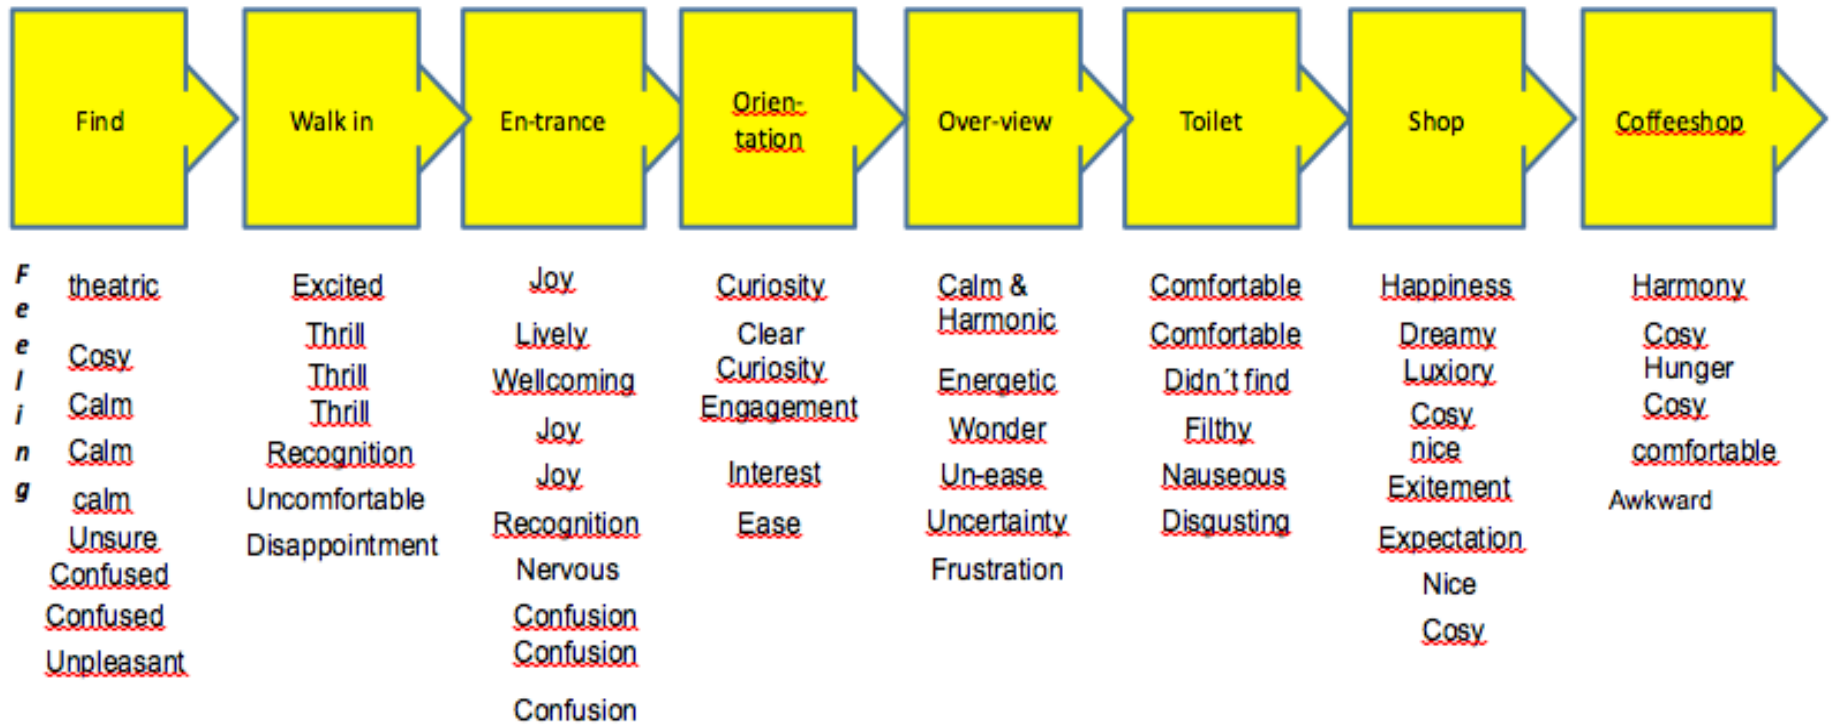 Find
Walk in
En-trance
Orien-
tation
Over-view
Toilet
Shop
Coffeeshop
Feeling
theatric
Cosy
Calm
Calm
calm
Unsure
Confused
Confused
Unpleasant
Excited
Thrill
Thrill
Thrill
Recognition
Uncomfortable
Disappointment
Joy
Lively
Wellcoming
Joy
Joy
Recognition
Nervous
Confusion
Confusion
Confusion
Curiosity
Clear
Curiosity
Engagement
Interest
Ease
Calm &
Harmonic
Energetic
Wonder
Un-ease
Uncertainty
Frustration
Comfortable
Comfortable
Didn´t find
Filthy
Nauseous
Disgusting
Happiness
Dreamy
Luxiory
Cosy
nice
Exitement
Expectation
Nice
Cosy
Harmony
Cosy
Hunger
Cosy
comfortable
Awkward